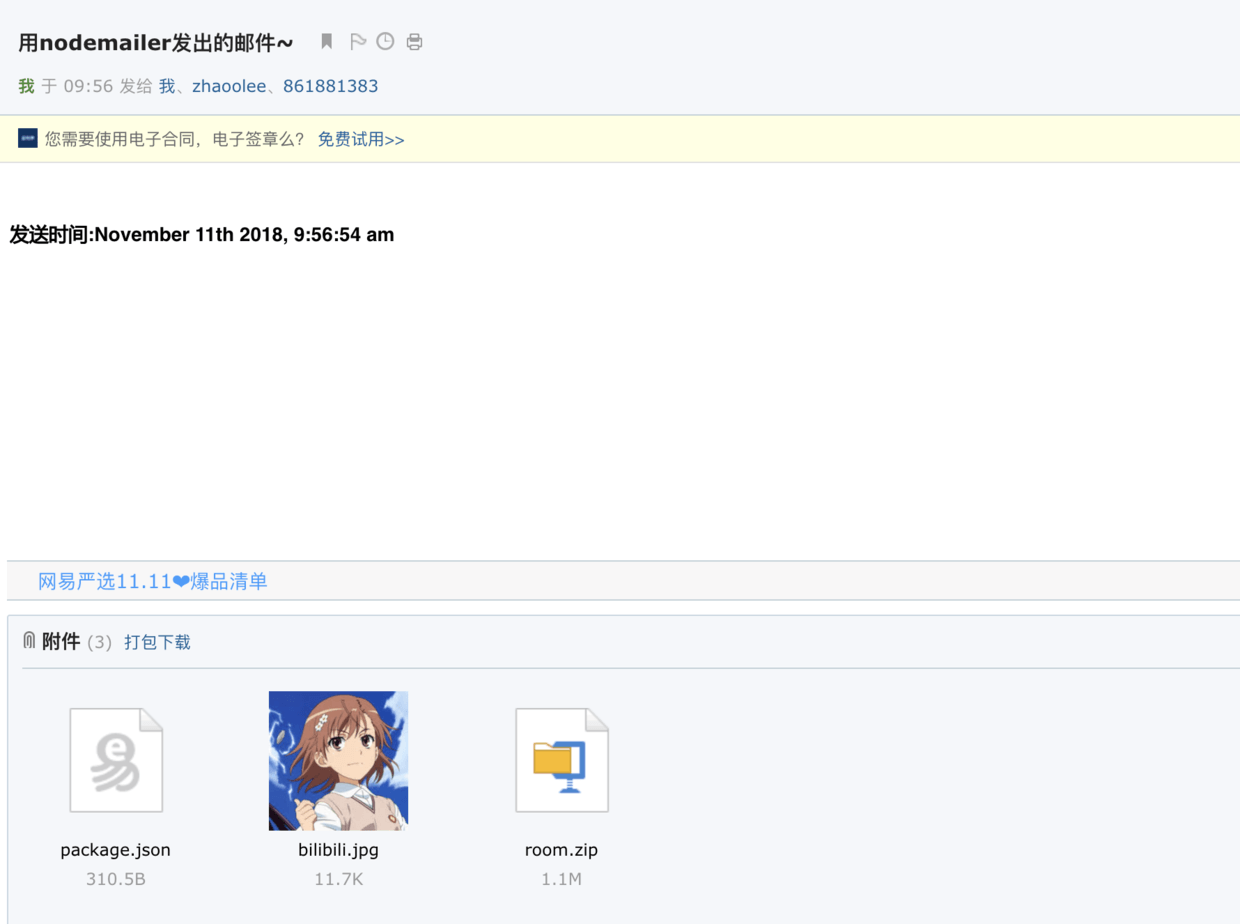 用nodemailer发出的邮件~
我 于 09:56 发给 我、zhaoolee、861881383
您需要使用电子合同，电子签章么？ 免费试用>>
发送时间:November 11th 2018, 9:56:54 am
网易严选11.11❤爆品清单
附件 (3) 打包下载
package.json bilibili.jpg room.zip
310.5B 11.7K 1.1M